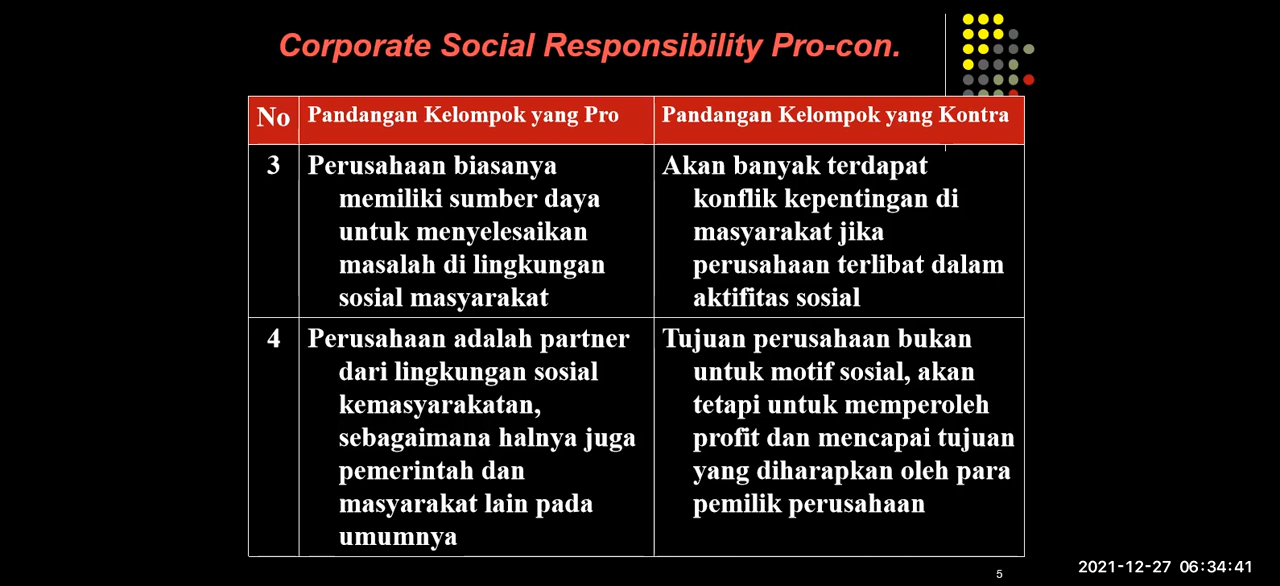 Corporate Social Responsibility Pro-con.
No
Pandangan Kelompok yang Pro
Pandangan Kelompok yang Kontra
3
Perusahaan biasanya
memiliki sumber daya
untuk menyelesaikan
masalah di lingkungan
sosial masyarakat
Akan banyak terdapat
konflik kepentingan di
masyarakat jika
perusahaan terlibat dalam
aktifitas sosial
4
Perusahaan adalah partner
dari lingkungan sosial
kemasyarakatan,
sebagaimana halnya juga
pemerintah dan
masyarakat lain pada
umumnya
Tujuan perusahaan bukan
untuk motif sosial, akan
tetapi untuk memperoleh
profit dan mencapai tujuan
yang diharapkan oleh para
pemilik perusahaan
5
2021-12-27 06:34:41